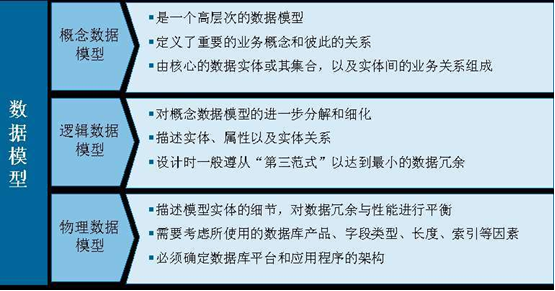 数据模型
概念数据
模型
是一个高层次的数据模型
定义了重要的业务概念和彼此的关系
由核心的数据实体或其集合，以及实体间的业务关系组成
逻辑数据
模型
对概念数据模型的进一步分解和细化
描述实体、属性以及实体关系
设计时一般遵从“第三范式”以达到最小的数据冗余
物理数据
模型
描述模型实体的细节，对数据冗余与性能进行平衡
需要考虑所使用的数据库产品、字段类型、长度、索引等因素
必须确定数据库平台和应用程序的架构